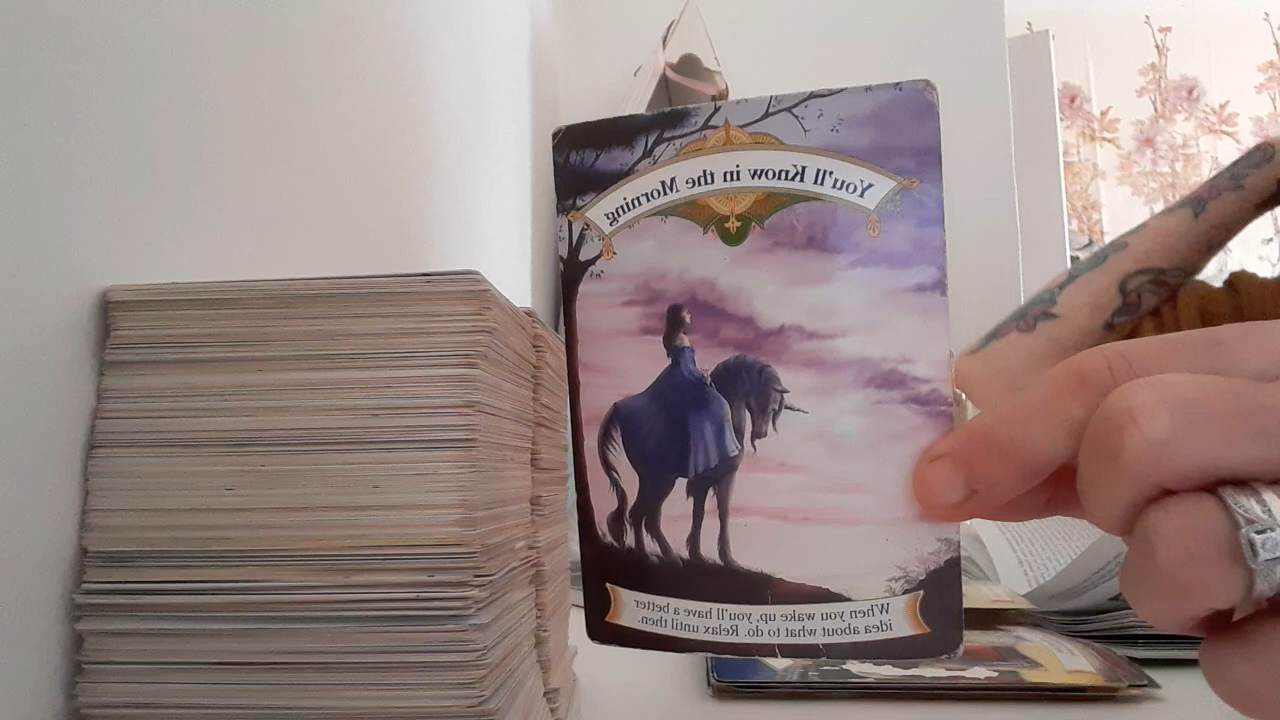 You'll Know in the Morning
When you wake up, you'll have a better
idea about what to do. Relax until then.